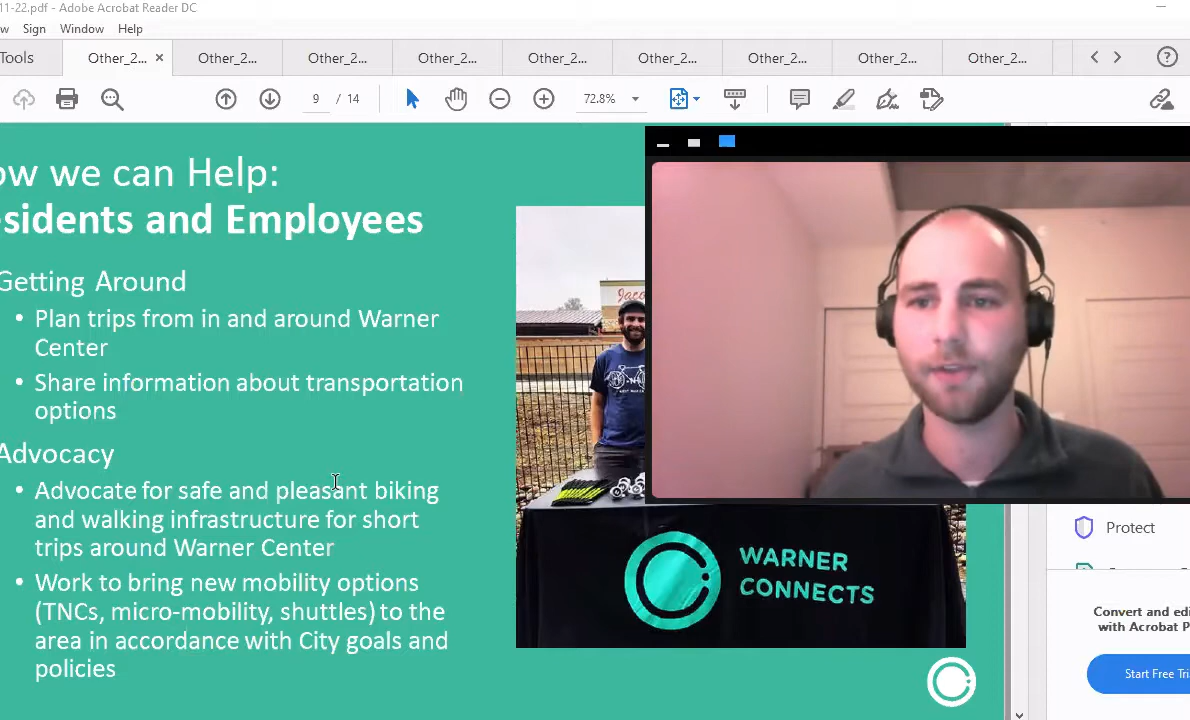 11-22.pdf - Adobe Acrobat Reader DC
w Sign Window Help
Tools Other_2... × Other_2... Other_2... Other_2... Other_2... Other_2... Other_2... Other_2... Other_2...
9 / 14 72.8%
ow we can Help:
esidents and Employees
Getting Around
• Plan trips from in and around Warner
Center
• Share information about transportation
options
Advocacy
• Advocate for safe and pleasant biking
and walking infrastructure for short
trips around Warner Center
• Work to bring new mobility options
(TNCs, micro-mobility, shuttles) to the
area in accordance with City goals and
policies
Jaco
WARNER
CONNECTS
Protect
Convert and edi
with Acrobat P
Start Free Tri